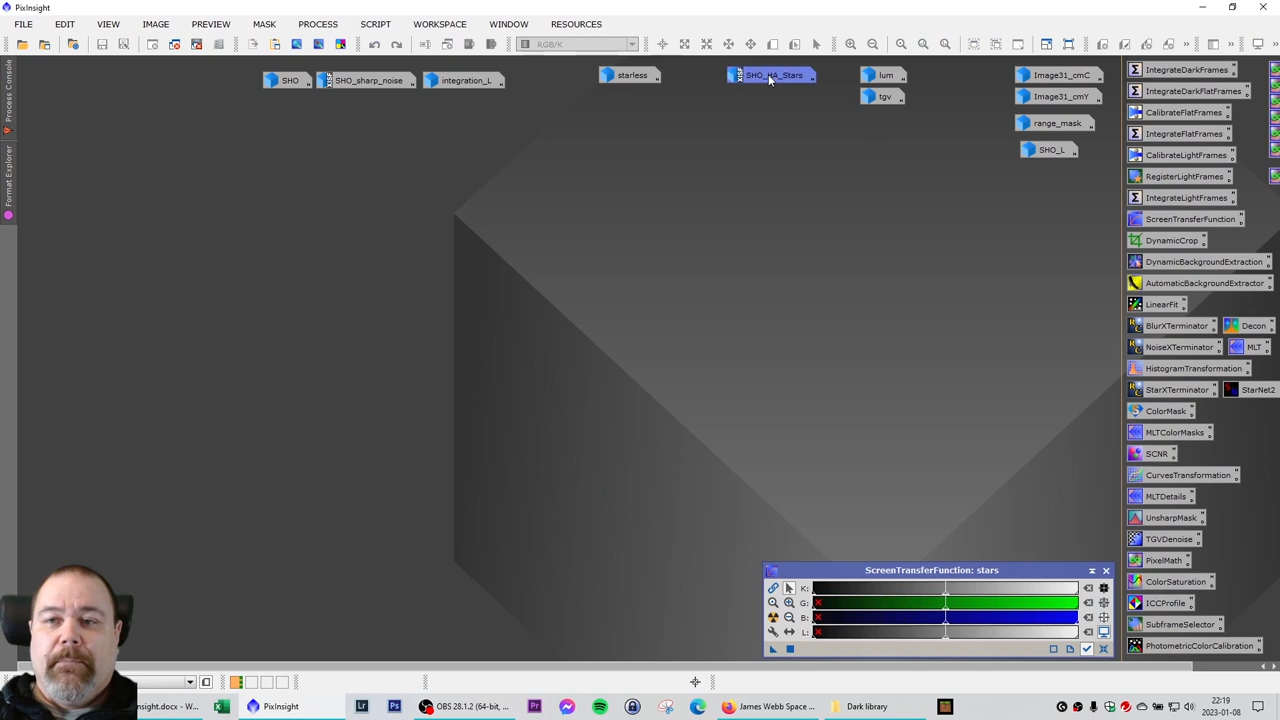 PixInsight
FILE EDIT VIEW IMAGE PREVIEW MASK PROCESS SCRIPT WORKSPACE WINDOW RESOURCES
RGB/K
Process Console
Format Explorer
SHO
SHO_sharp_noise
integration_L
starless
SHO_HA_Stars
lum
tgv
Image31_cmC
Image31_cmY
range_mask
SHO_L
IntegrateDarkFrames
IntegrateDarkFlatFrames
CalibrateFlatFrames
IntegrateFlatFrames
CalibrateLightFrames
RegisterLightFrames
IntegrateLightFrames
ScreenTransferFunction
DynamicCrop
DynamicBackgroundExtraction
AutomaticBackgroundExtractor
LinearFit
BlurXTerminator Decon
NoiseXTerminator MLT
HistogramTransformation
StarXTerminator StarNet2
ColorMask
MLTColorMasks
SCNR
CurvesTransformation
MLTDetails
UnsharpMask
TGVDenoise
PixelMath
ColorSaturation
ICCProfile
SubframeSelector
PhotometricColorCalibration
ScreenTransferFunction: stars
K:
G:
B:
L:
nsight.docx - W...
PixInsight
OBS 28.1.2 (64-bit, ...
James Webb Space ...
Dark library
22:19
2023-01-08